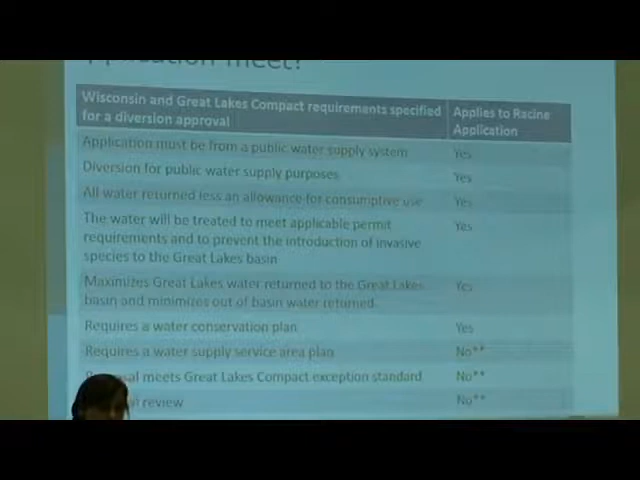 meet?
Wisconsin and Great Lakes Compact requirements specified
for a diversion approval
Applies to Racine
Application
Application must be from a public water supply system
Yes
Diversion for public water supply purposes
Yes
All water returned less an allowance for consumptive use
Yes
The water will be treated to meet applicable permit
requirements and to prevent the introduction of invasive
species to the Great Lakes basin
Yes
Maximizes Great Lakes water returned to the Great Lakes
basin and minimizes out of basin water returned.
Yes
Requires a water conservation plan
Yes
Requires a water supply service area plan
No**
meets Great Lakes Compact exception standard
No**
review
No**